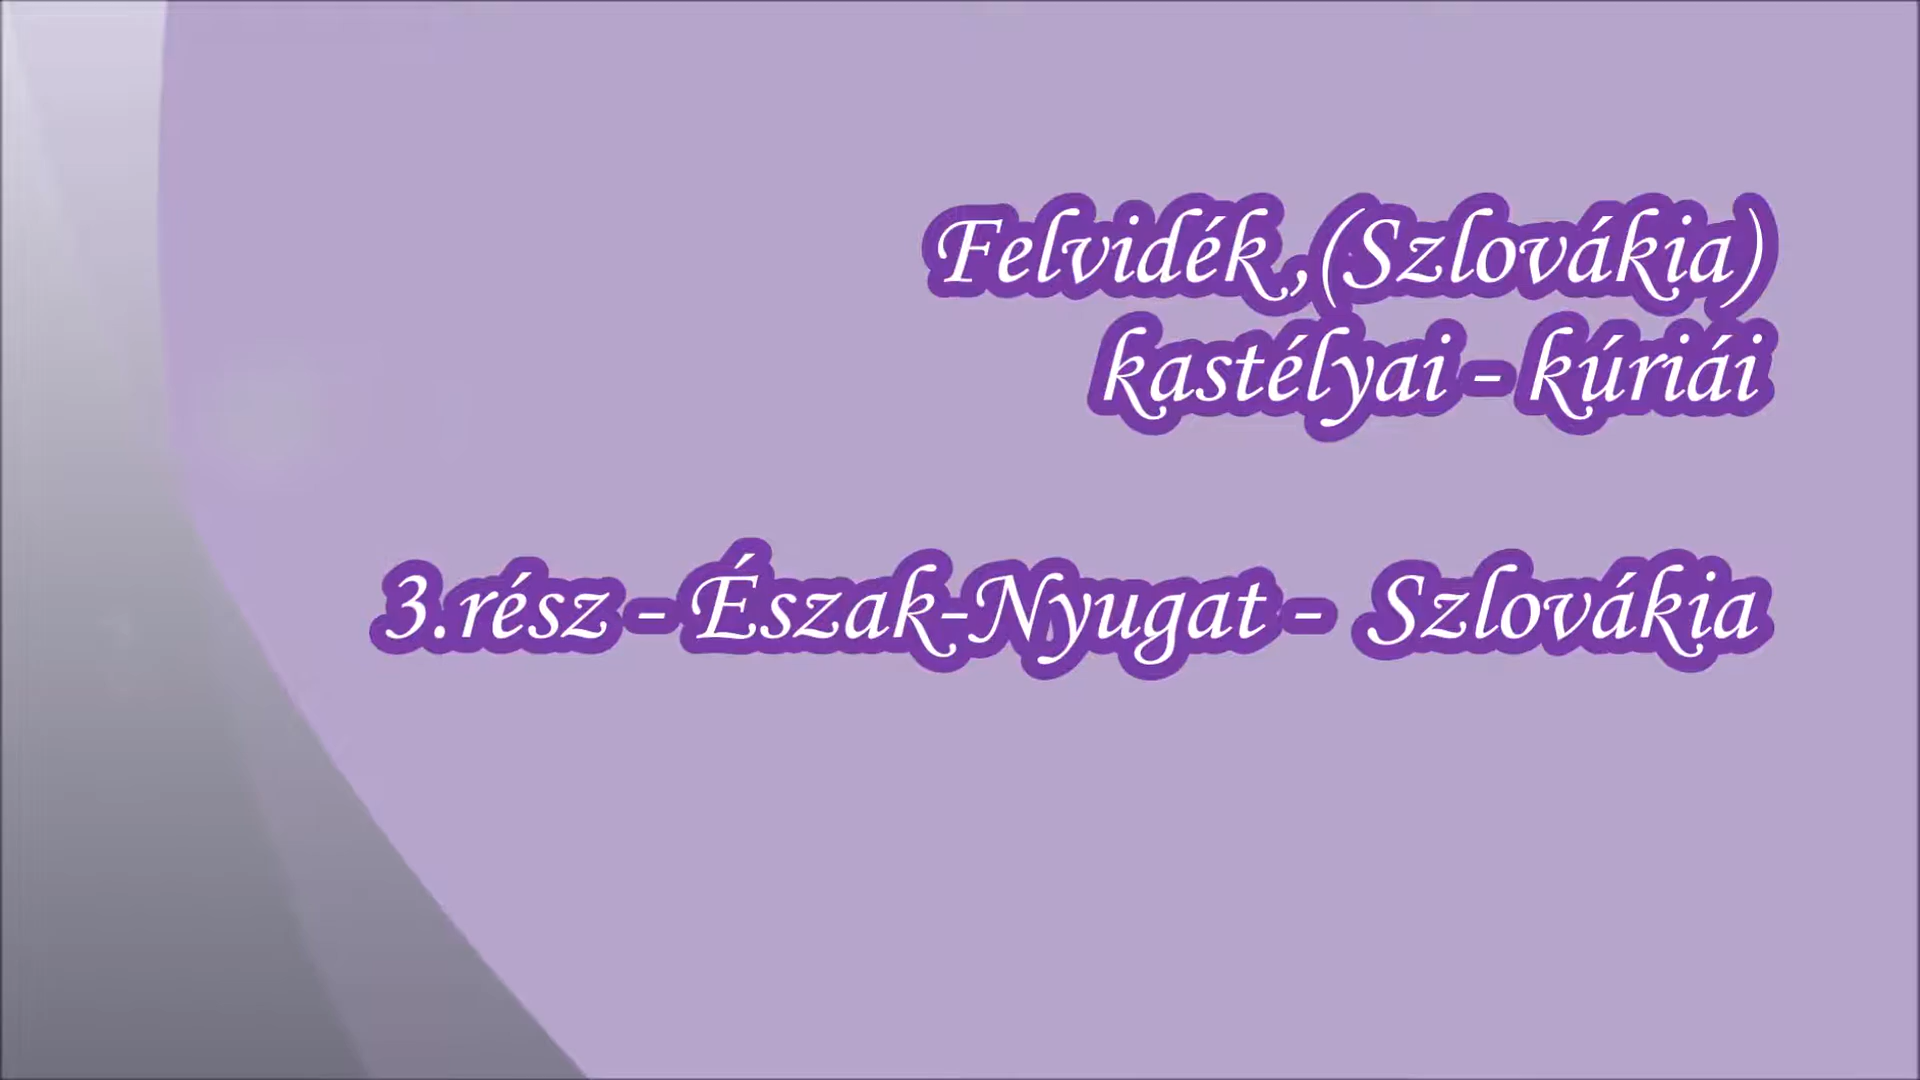 Felvidék ,(Szlovákia)
kastélyai - kúriái
3.rész - Észak-Nyugat - Szlovákia